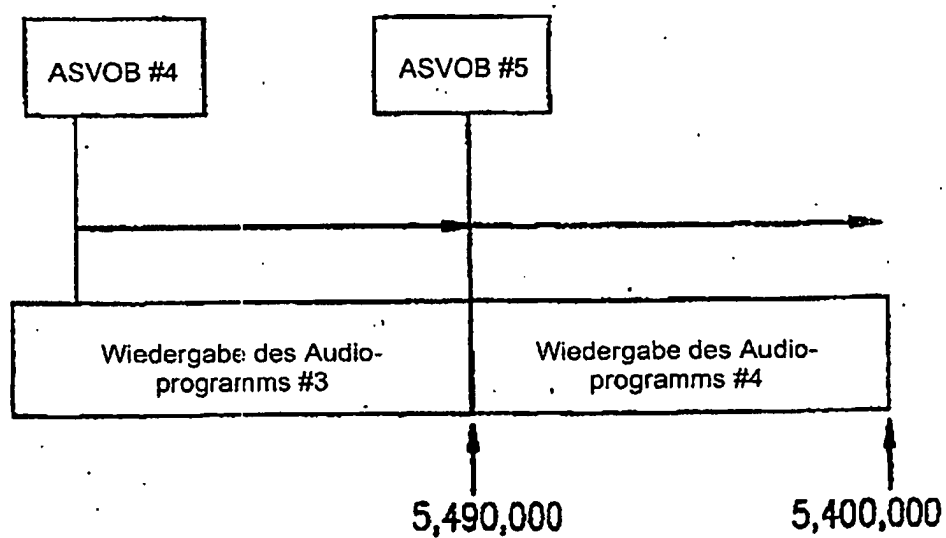 ASVOB #4
ASVOB #5
Wiedergabe des Audio-
programms #3
Wiedergabe des Audio-
programms #4
5,490,000
5,400,000